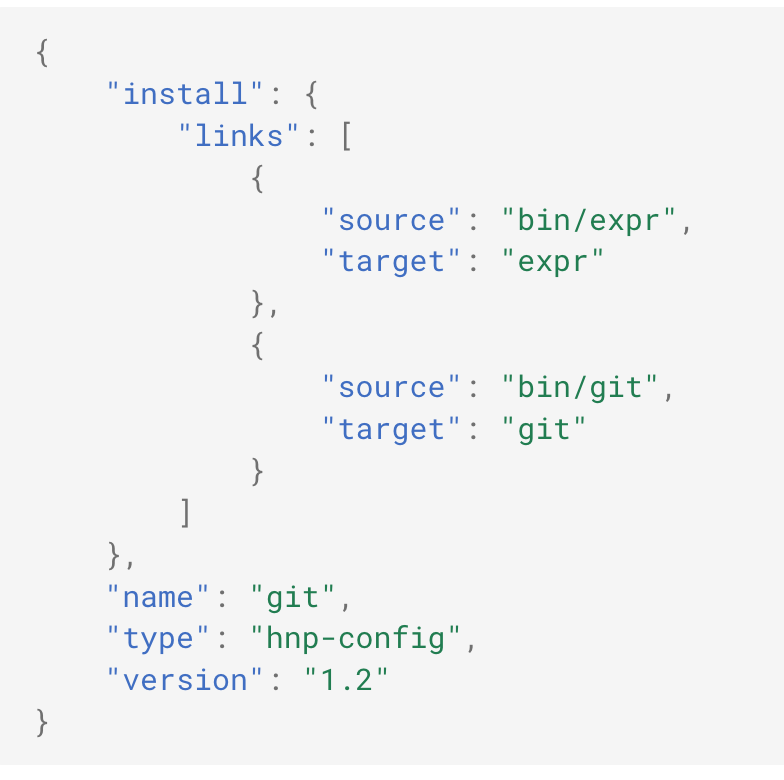 {
    "install": {
        "links": [
            {
                "source": "bin/expr",
                "target": "expr"
            },
            {
                "source": "bin/git",
                "target": "git"
            }
        ]
    },
    "name": "git",
    "type": "hnp-config",
    "version": "1.2"
}